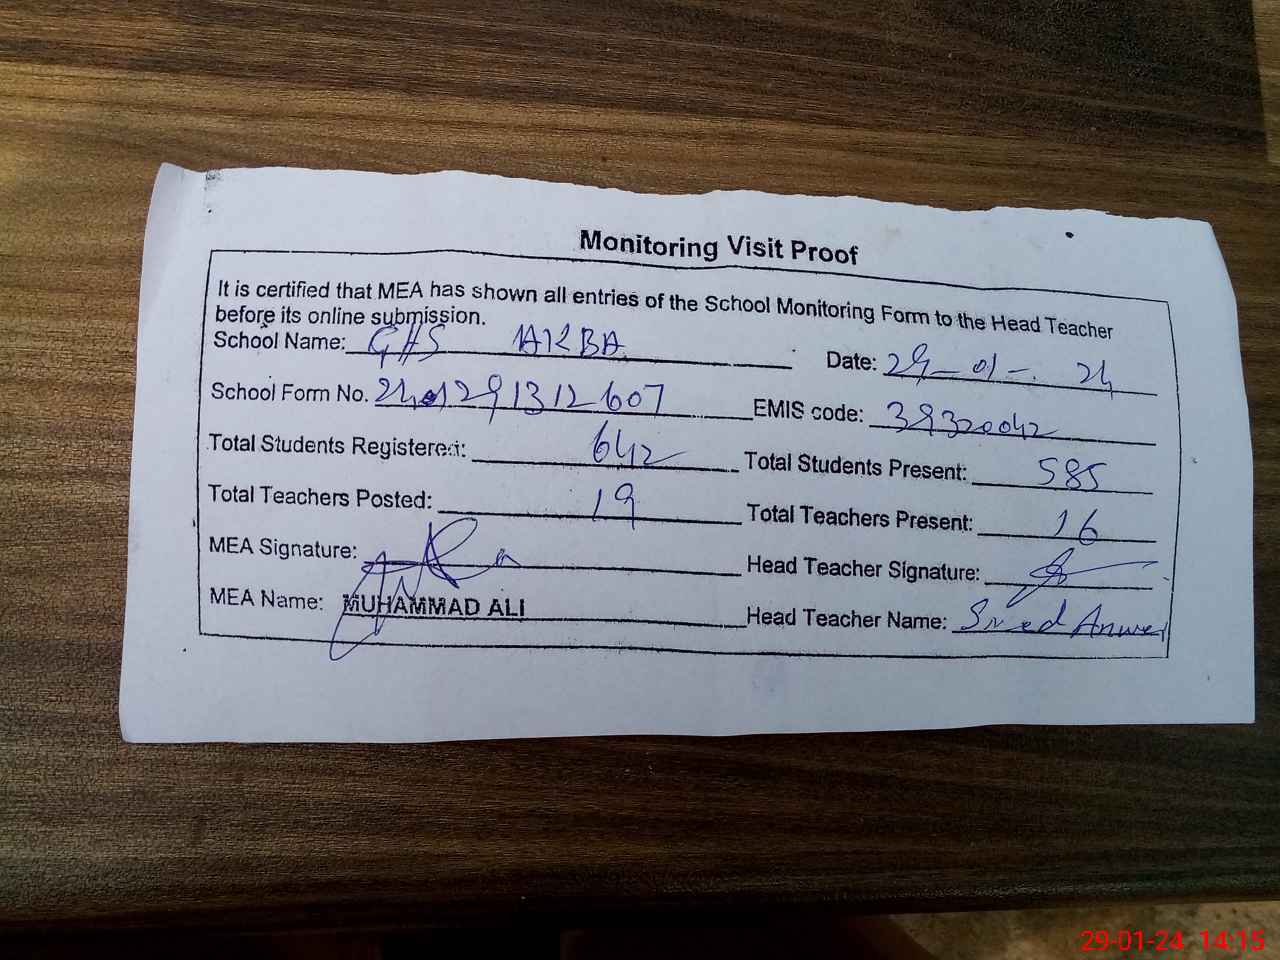 Monitoring Visit Proof
It is certified that MEA has shown all entries of the School Monitoring Form to the Head Teacher
before its online submission.
School Name: GHS AKBA Date: 29-01-. 24
School Form No. 2401291312607 EMIS code: 39320042
Total Students Registered: 642 Total Students Present: 585
Total Teachers Posted: 19 Total Teachers Present: 16
MEA Signature: Head Teacher Signature:
MEA Name: MUHAMMAD ALI Head Teacher Name: Anwer
29-01-24 14:15